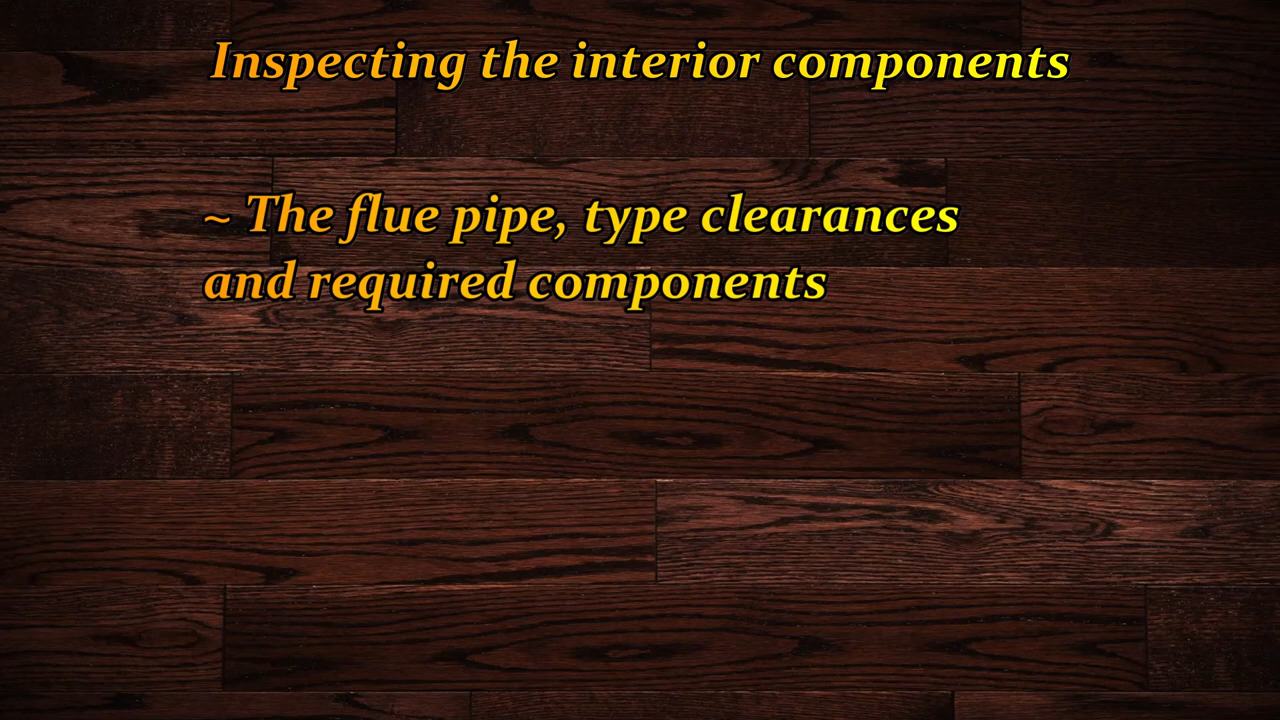 Inspecting the interior components
~ The flue pipe, type clearances
and required components